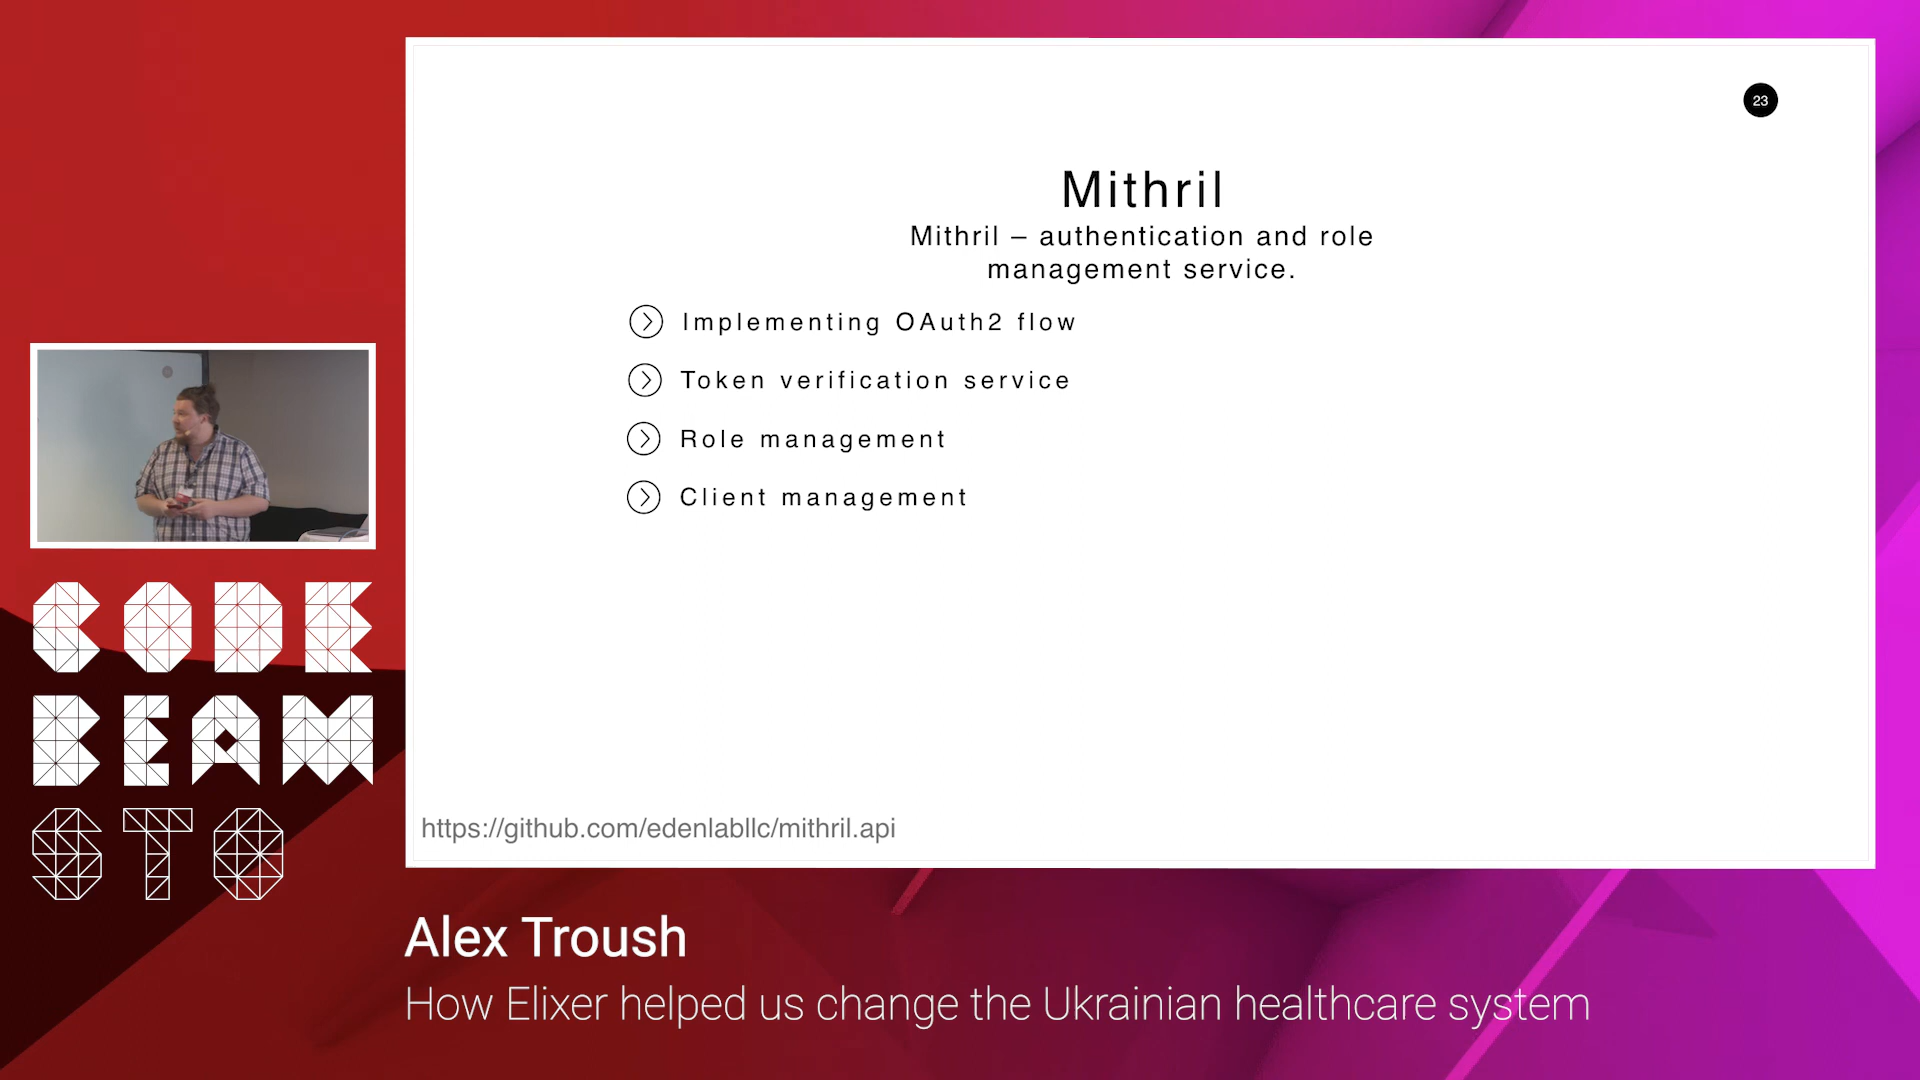 23
Mithril
Mithril – authentication and role
management service.
Implementing OAuth2 flow
Token verification service
Role management
Client management
https://github.com/edenlabllc/mithril.api
CODE
BEAM
STO
Alex Troush
How Elixer helped us change the Ukrainian healthcare system